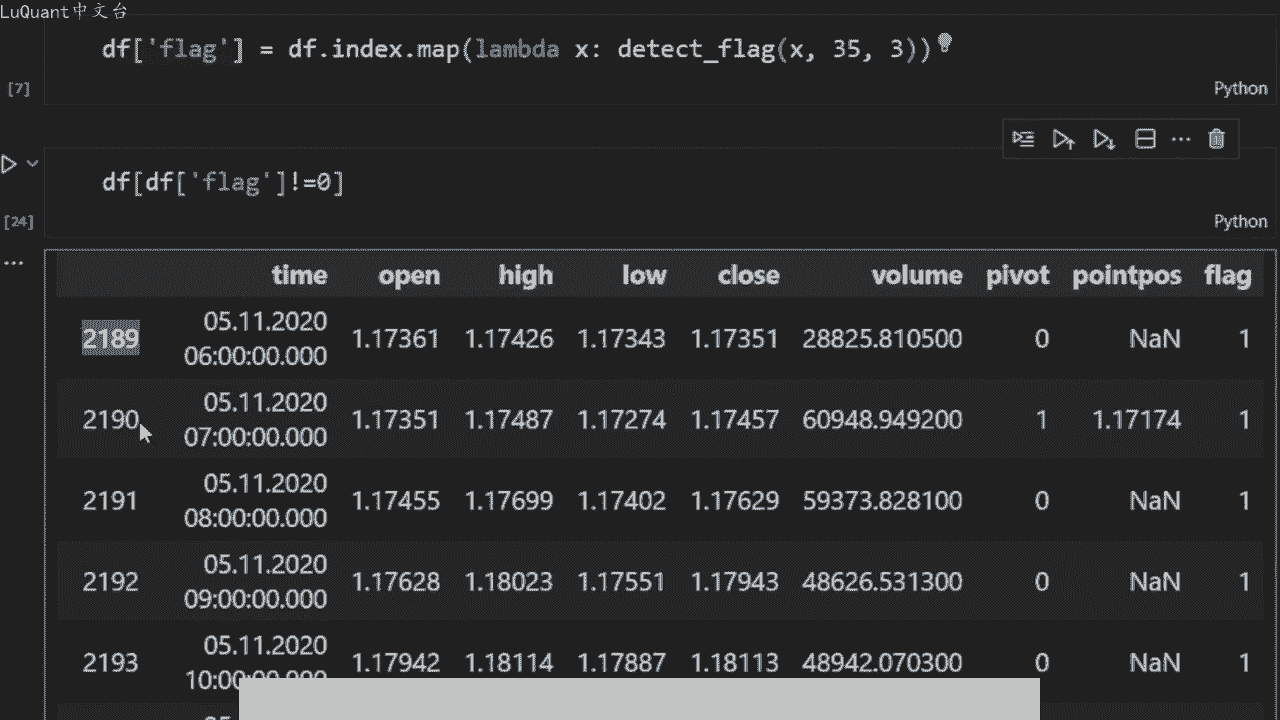 LuQuant中文台
df['flag'] = df.index.map(lambda x: detect_flag(x, 35, 3))
[7]
Python
df[df['flag']!=0]
[24]
Python
time open high low close volume pivot pointpos flag
2189 05.11.2020 06:00:00.000 1.17361 1.17426 1.17343 1.17351 28825.810500 0 NaN 1
2190 05.11.2020 07:00:00.000 1.17351 1.17487 1.17274 1.17457 60948.949200 1 1.17174 1
2191 05.11.2020 08:00:00.000 1.17455 1.17699 1.17402 1.17629 59373.828100 0 NaN 1
2192 05.11.2020 09:00:00.000 1.17628 1.18023 1.17551 1.17943 48626.531300 0 NaN 1
2193 05.11.2020 10:00:00.000 1.17942 1.18114 1.17887 1.18113 48942.070300 0 NaN 1